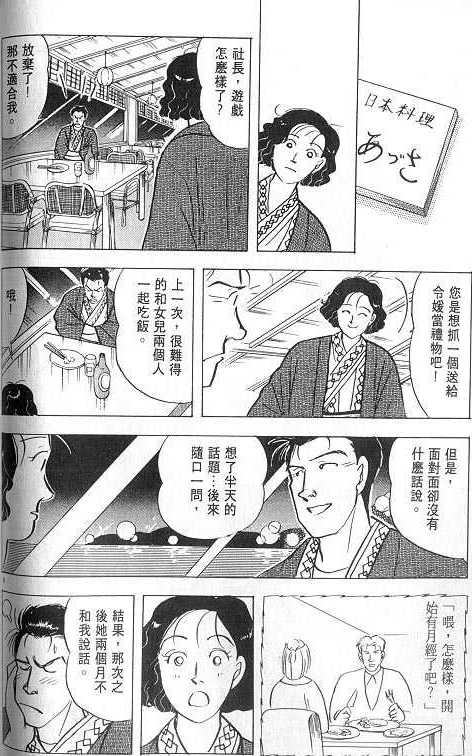 日本料理
あづさ
社長，遊戲
怎麽樣了？
放棄了！
那不適合我。
您是想抓一個送給
令媛當禮物吧！
上一次，很難得
的和女兒兩個人
一起吃飯。
哦。
但是，
面對面卻沒有
什麽話說。
想了半天的
話題…後來
隨口一問，
「喂，怎麽樣，開
始有月經了吧？」
結果，那次之
後她兩個月不
和我說話。